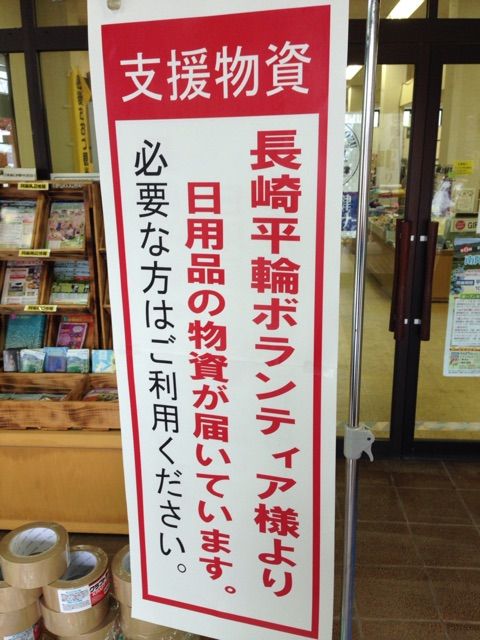 支援物資
長崎平輪ボランティア様より
日用品の物資が届いています。
必要な方はご利用ください。